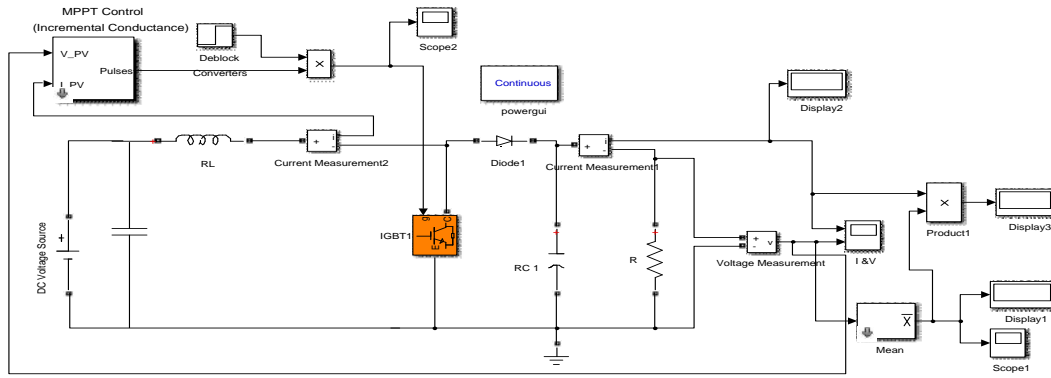 MPPT Control
(Incremental Conductance)
V_PV
Pulses
I_PV
Deblock
Converters
X
Scope2
Continuous
powergui
Display2
RL
+
i
-
Current Measurement2
Diode1
+
i
-
Current Measurement1
X
Product1
Display3
DC Voltage Source
+
g
C
E
IGBT1
RC 1
R
+
-
v
Voltage Measurement
I &V
X
Mean
Display1
Scope1